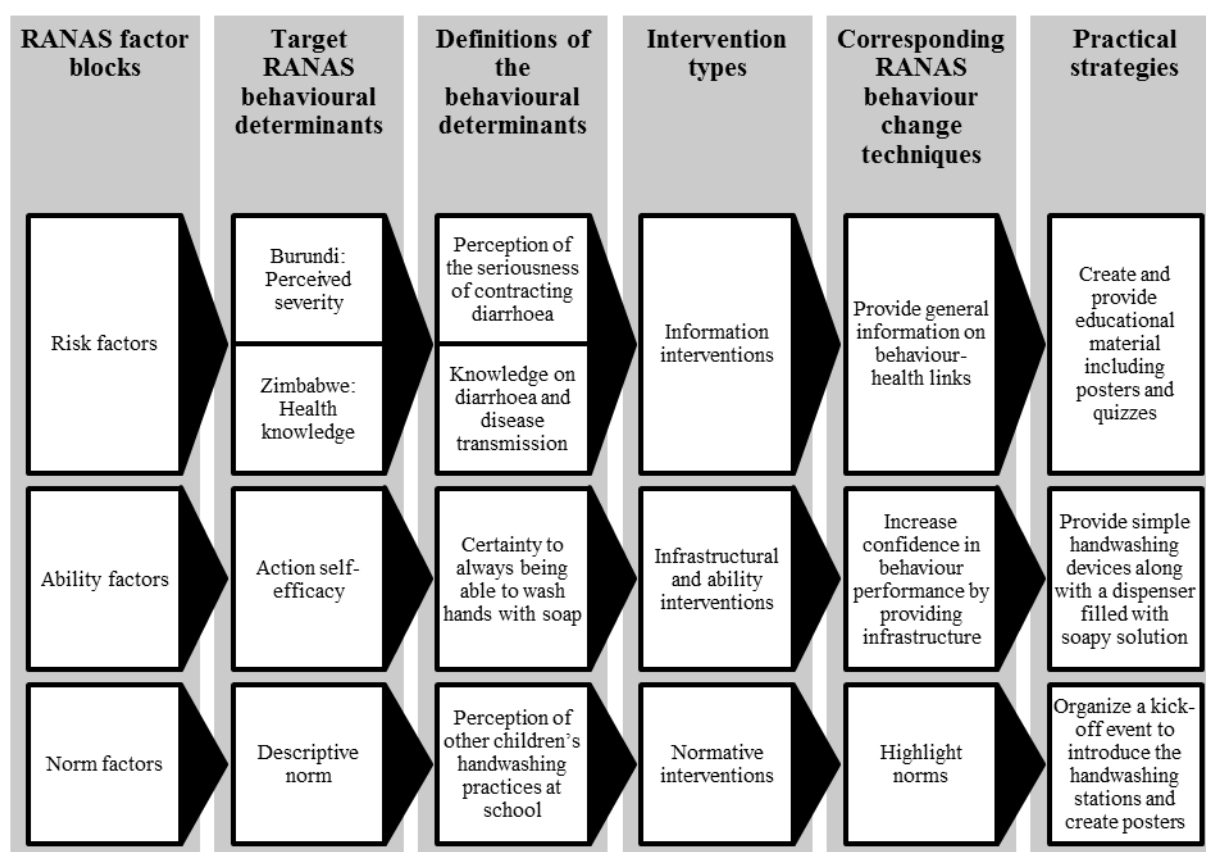 RANAS factor
blocks
Target
RANAS
behavioural
determinants
Definitions of
the
behavioural
determinants
Intervention
types
Corresponding
RANAS
behaviour
change
techniques
Practical
strategies
Risk factors
Burundi:
Perceived
severity
Zimbabwe:
Health
knowledge
Perception of
the seriousness
of contracting
diarrhoea
Knowledge on
diarrhoea and
disease
transmission
Information
interventions
Provide general
information on
behaviour-
health links
Create and
provide
educational
material
including
posters and
quizzes
Ability factors
Action self-
efficacy
Certainty to
always being
able to wash
hands with soap
Infrastructural
and ability
interventions
Increase
confidence in
behaviour
performance by
providing
infrastructure
Provide simple
handwashing
devices along
with a dispenser
filled with
soapy solution
Norm factors
Descriptive
norm
Perception of
other children’s
handwashing
practices at
school
Normative
interventions
Highlight
norms
Organize a kick-
off event to
introduce the
handwashing
stations and
create posters